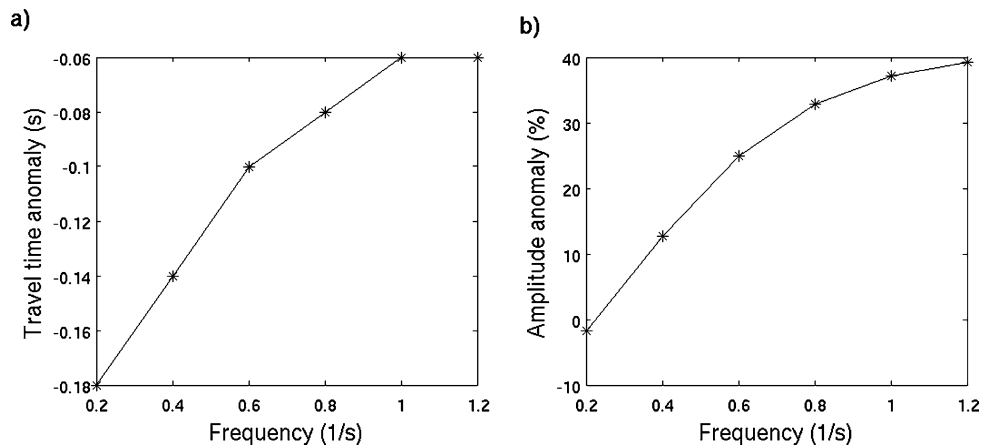 a)
-0.06
-0.08
-0.1
-0.12
-0.14
-0.16
-0.18
Travel time anomaly (s)
0.2 0.4 0.6 0.8 1 1.2
Frequency (1/s)
b)
40
30
20
10
0
-10
Amplitude anomaly (%)
0.2 0.4 0.6 0.8 1 1.2
Frequency (1/s)